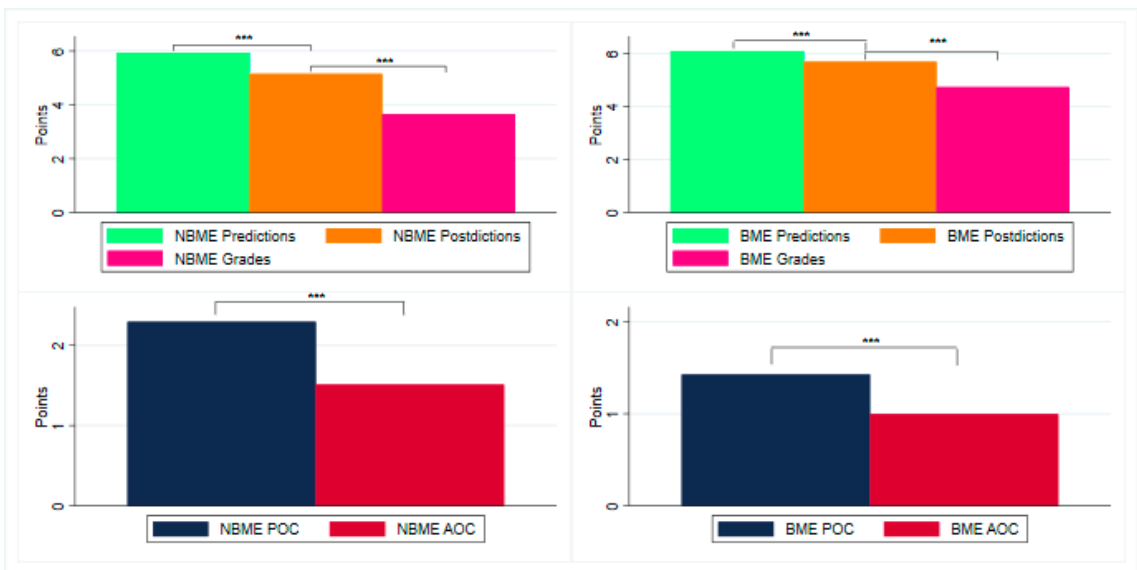 ***
***
Points
6
4
2
0
NBME Predictions NBME Postdictions
NBME Grades
***
***
Points
6
4
2
0
BME Predictions BME Postdictions
BME Grades
***
Points
2
1
0
NBME POC NBME AOC
***
Points
2
1
0
BME POC BME AOC